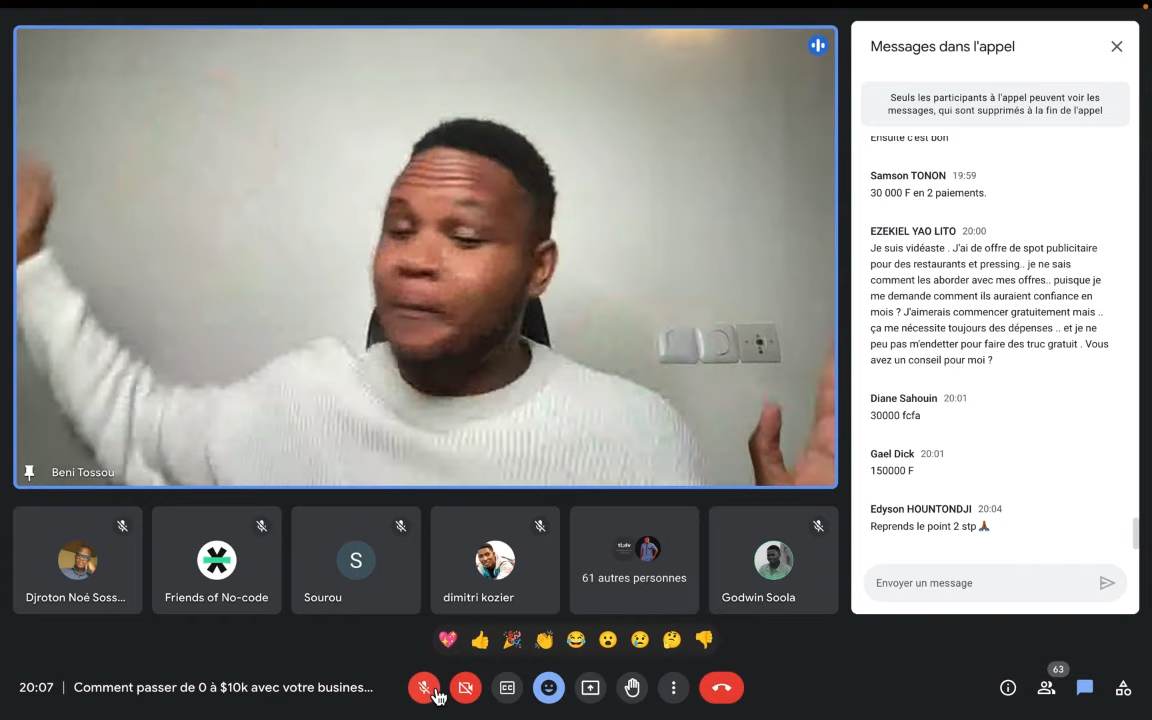 Messages dans l'appel
Seuls les participants à l'appel peuvent voir les
messages, qui sont supprimés à la fin de l'appel
Ensuite c'est bon
Samson TONON 19:59
30 000 F en 2 paiements.
EZEKIEL YAO LITO 20:00
Je suis vidéaste . J'ai de offre de spot publicitaire
pour des restaurants et pressing.. je ne sais
comment les aborder avec mes offres.. puisque je
me demande comment ils auraient confiance en
mois ? J'aimerais commencer gratuitement mais ..
ça me nécessite toujours des dépenses .. et je ne
peu pas m'endetter pour faire des truc gratuit . Vous
avez un conseil pour moi ?
Diane Sahouin 20:01
30000 fcfa
Gael Dick 20:01
150000 F
Edyson HOUNTONDJI 20:04
Reprends le point 2 stp 🙏🏾
Envoyer un message
Beni Tossou
Djroton Noé Soss...
Friends of No-code
S
Sourou
dimitri kozier
61 autres personnes
Godwin Soola
20:07 | Comment passer de 0 à $10k avec votre busines...
63